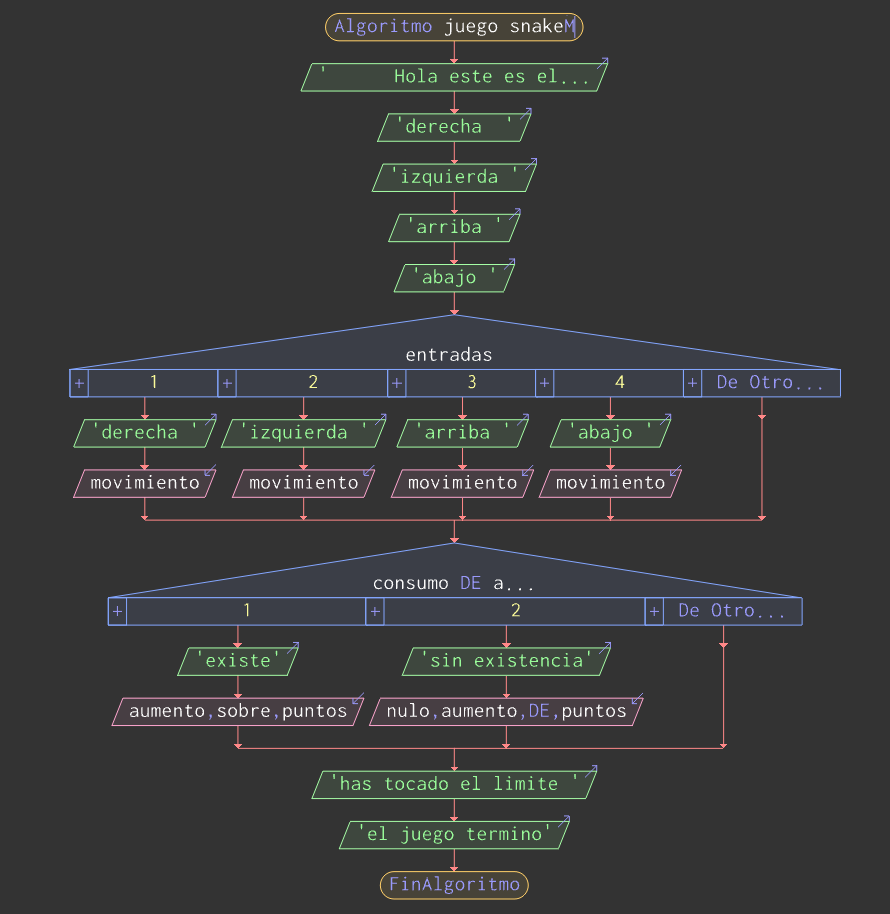 Algoritmo juego snakeM
'      Hola este es el...
'derecha  '
'izquierda '
'arriba '
'abajo '
entradas
+ 1 + 2 + 3 + 4 + De Otro...
'derecha ' 'izquierda ' 'arriba ' 'abajo '
movimiento movimiento movimiento movimiento
consumo DE a...
+ 1 + 2 + De Otro...
'existe' 'sin existencia'
aumento,sobre,puntos nulo,aumento,DE,puntos
'has tocado el limite '
'el juego termino'
FinAlgoritmo